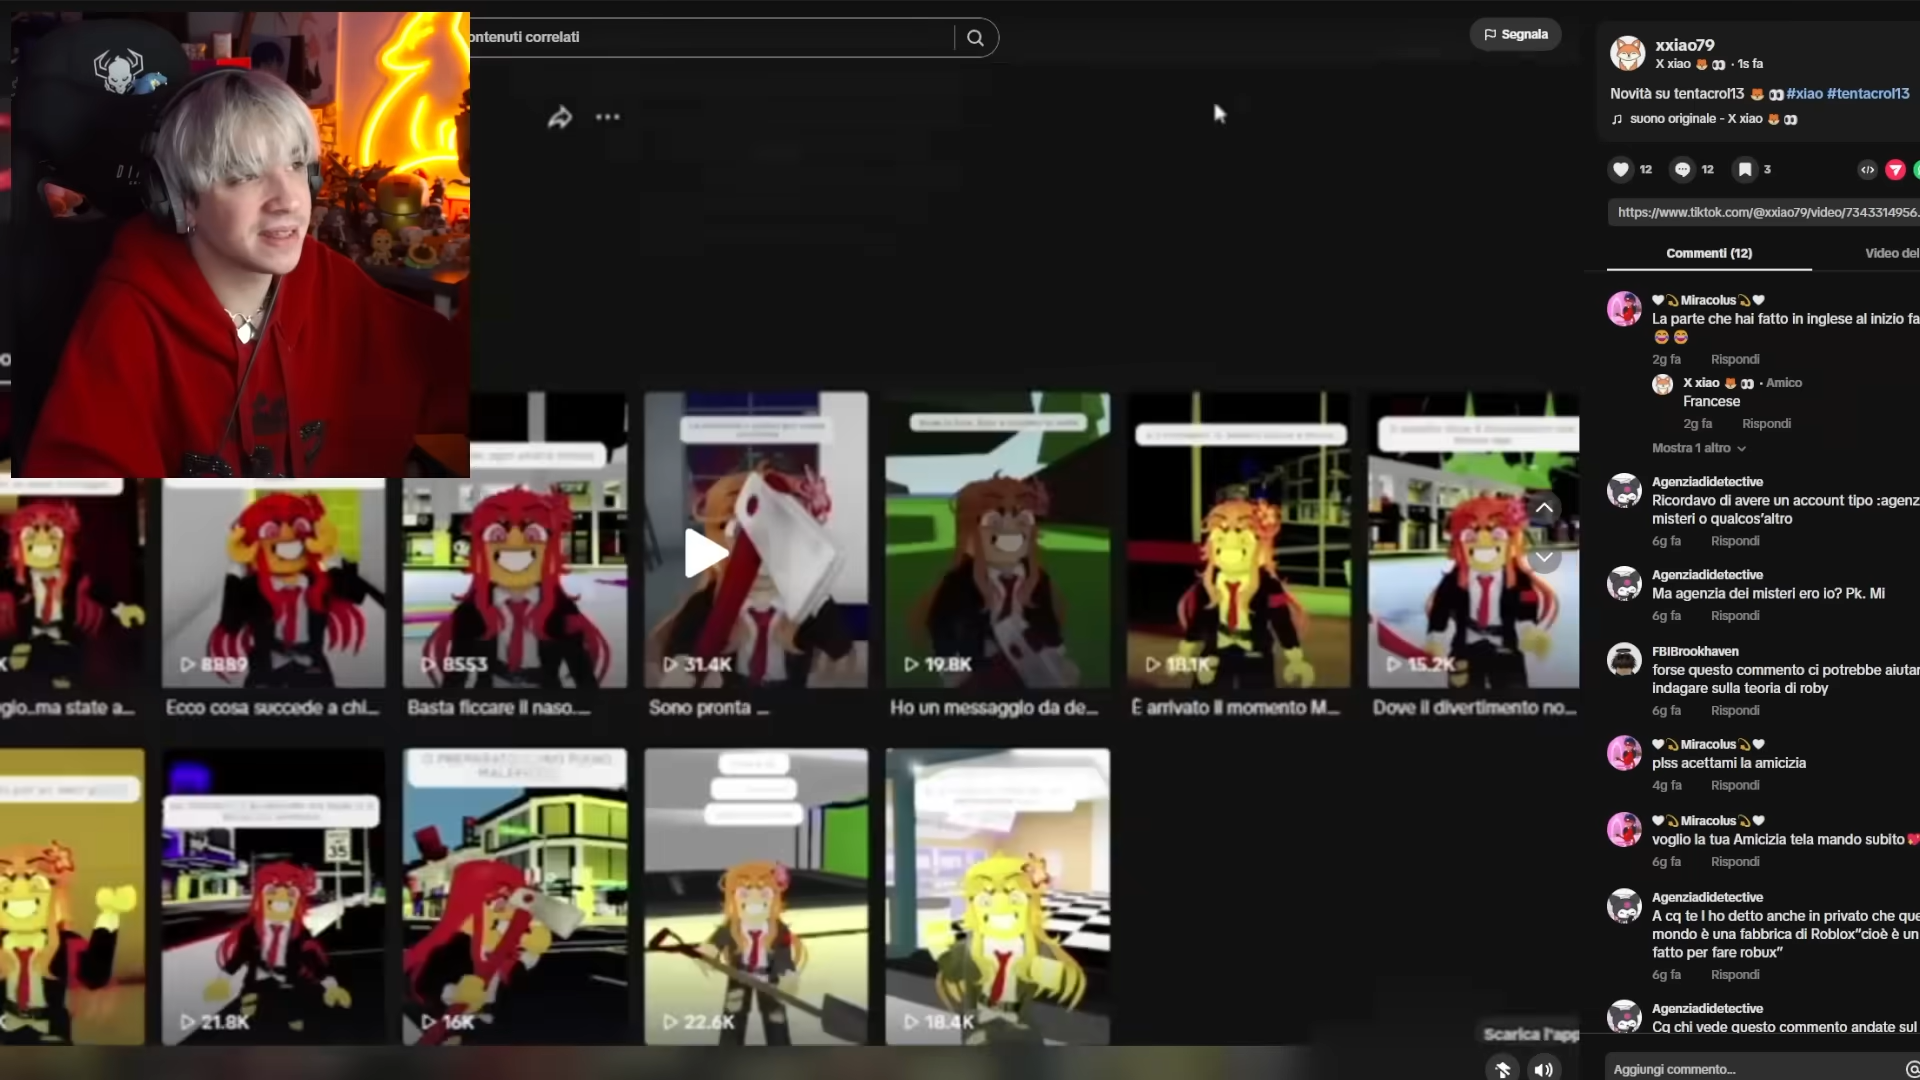 ontenuti correlati
Segnala
xxiao79
X xiao 🦊 👀 · 1s fa
Novità su tentacrol13 🦊 👀 #xiao #tentacrol13
♫ suono originale - X xiao 🦊 👀
12
12
3
https://www.tiktok.com/@xxiao79/video/7343314956...
Commenti (12)
Video del
🤍💫Miracolus💫🤍
La parte che hai fatto in inglese al inizio fa
😂 😂
2g fa Rispondi
X xiao 🦊 👀 · Amico
Francese
2g fa Rispondi
Mostra 1 altro
Agenziadidetective
Ricordavo di avere un account tipo :agenz
misteri o qualcos'altro
6g fa Rispondi
Agenziadidetective
Ma agenzia dei misteri ero io? Pk. Mi
6g fa Rispondi
FBIBrookhaven
forse questo commento ci potrebbe aiutar
indagare sulla teoria di roby
6g fa Rispondi
🤍💫Miracolus💫🤍
plss acettami la amicizia
4g fa Rispondi
🤍💫Miracolus💫🤍
voglio la tua Amicizia tela mando subito 💖
6g fa Rispondi
Agenziadidetective
A cq te l ho detto anche in privato che que
mondo è una fabbrica di Roblox"cioè è un
fatto per fare robux"
6g fa Rispondi
Agenziadidetective
Cq chi vede questo commento andate sul
Aggiungi commento...
8889
8553
31.4K
19.8K
18.1K
15.2K
glo..ma state a...
Ecco cosa succede a chi...
Basta ficcare il naso....
Sono pronta ...
Ho un messaggio da de...
È arrivato il momento M...
Dove il divertimento no...
35
21.8K
16K
22.6K
18.4K
Scarica l'app